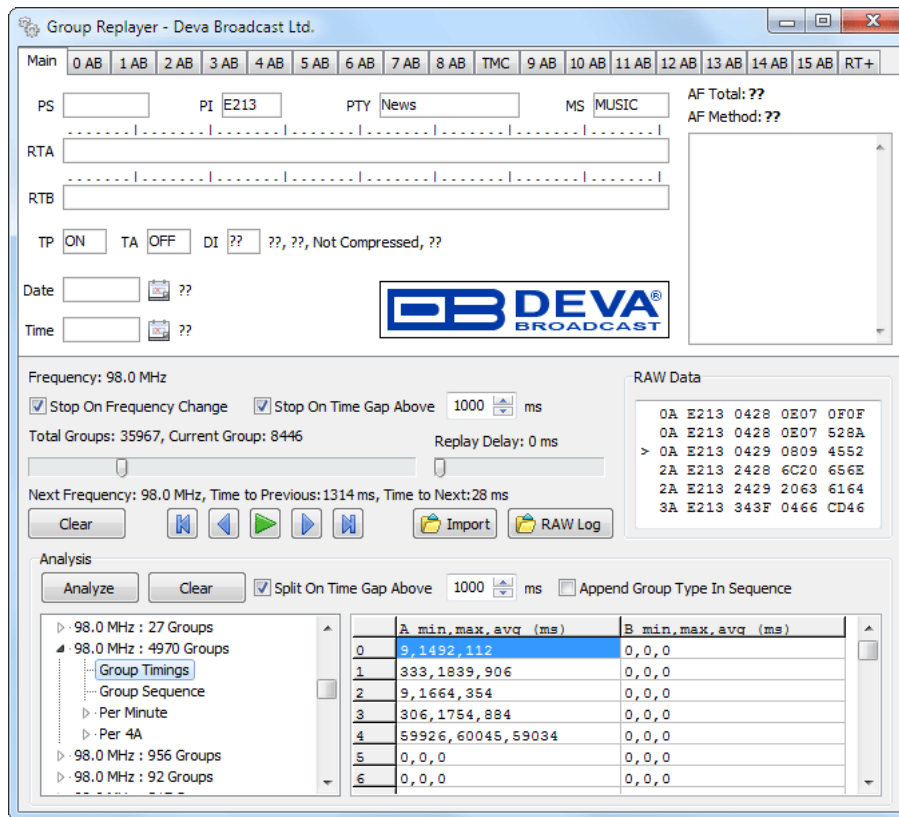 Group Replayer - Deva Broadcast Ltd.
Main 0 AB 1 AB 2 AB 3 AB 4 AB 5 AB 6 AB 7 AB 8 AB TMC 9 AB 10 AB 11 AB 12 AB 13 AB 14 AB 15 AB RT+
PS PI E213 PTY News MS MUSIC
AF Total: ??
AF Method: ??
RTA
RTB
TP ON TA OFF DI ?? ??, ??, Not Compressed, ??
Date ??
Time ??
DEVA®
BROADCAST
Frequency: 98.0 MHz
Stop On Frequency Change Stop On Time Gap Above 1000 ms
Total Groups: 35967, Current Group: 8446
Replay Delay: 0 ms
Next Frequency: 98.0 MHz, Time to Previous:1314 ms, Time to Next:28 ms
Clear Import RAW Log
RAW Data
0A E213 0428 0E07 0F0F
0A E213 0428 0E07 528A
> 0A E213 0429 0809 4552
2A E213 2428 6C20 656E
2A E213 2429 2063 6164
3A E213 343F 0466 CD46
Analysis
Analyze Clear Split On Time Gap Above 1000 ms Append Group Type In Sequence
98.0 MHz : 27 Groups
98.0 MHz : 4970 Groups
Group Timings
Group Sequence
Per Minute
Per 4A
98.0 MHz : 956 Groups
98.0 MHz : 92 Groups
A min,max,avg (ms) B min,max,avg (ms)
0 9,1492,112 0,0,0
1 333,1839,906 0,0,0
2 9,1664,354 0,0,0
3 306,1754,884 0,0,0
4 59926,60045,59034 0,0,0
5 0,0,0 0,0,0
6 0,0,0 0,0,0